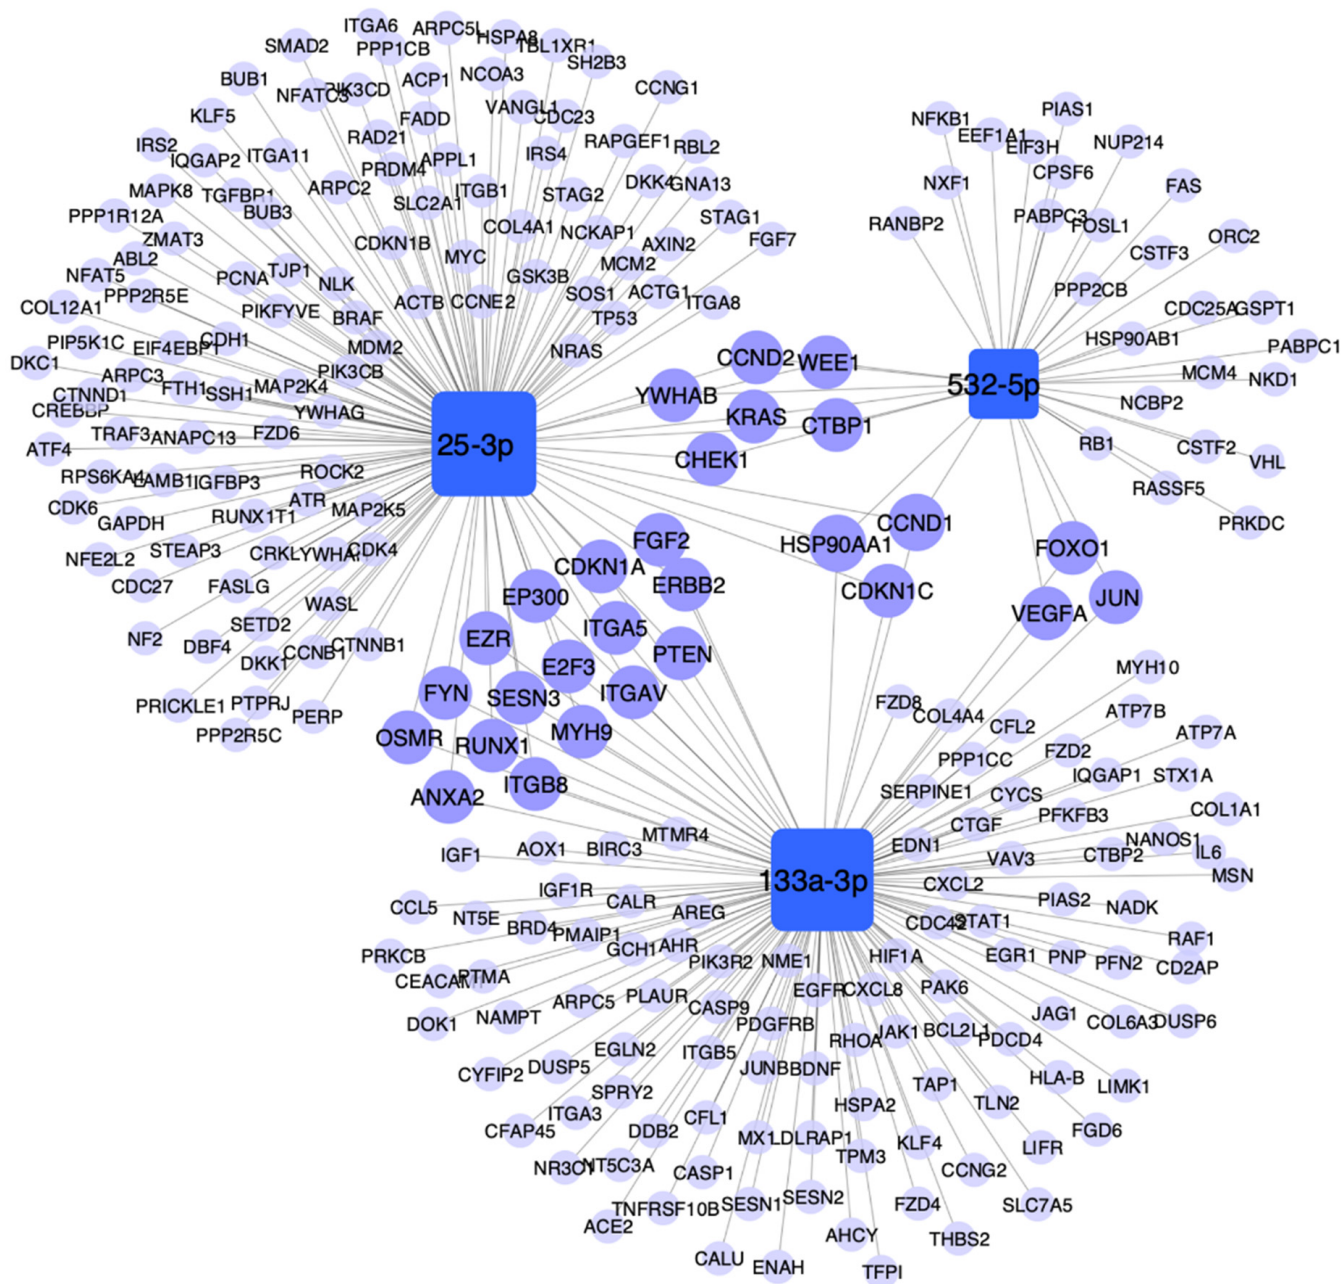 ITGA6
ARPC5L
SMAD2
PPP1CB
HSPA8
TBL1XR1
SH2B3
BUB1
NFATC3
PIK3CD
ACP1
NCOA3
CCNG1
KLF5
FADD
VANGL1
CDC23
IRS2
IQGAP2
ITGA11
RAD21
PRDM4
APPL1
IRS4
RAPGEF1
RBL2
MAPK8
TGFBP1
ARPC2
SLC2A1
ITGB1
STAG2
DKK4
GNA13
PPP1R12A
BUB3
COL4A1
NCKAP1
STAG1
ZMAT3
CDKN1B
MYC
AXIN2
FGF7
ABL2
NFAT5
PCNA
TJP1
NLK
GSK3B
MCM2
COL12A1
PPP2R5E
PIKFYVE
BRAF
ACTB
CCNE2
SOS1
ACTG1
ITGA8
TP53
PIP5K1C
EIF4EBP1
CDH1
MDM2
NRAS
DKC1
ARPC3
PIK3CB
CTNND1
FTH1
SSH1
MAP2K4
CREBBP
YWHAG
TRAF3
ANAPC13
FZD6
ATF4
RPS6KA4
LAMB1
IGFBP3
ROCK2
CDK6
ATR
GAPDH
RUNX1T1
MAP2K5
NFE2L2
STEAP3
CRKL
CDK4
CDC27
FASLG
WASL
NF2
SETD2
DBF4
DKK1
CCNB1
CTNNB1
PRICKLE1
PTPRJ
PERP
PPP2R5C
25-3p
NFKB1
PIAS1
EEF1A1
EIF3H
NUP214
NXF1
CPSF6
FAS
RANBP2
PABPC3
FOSL1
ORC2
CSTF3
PPP2CB
CDC25A
GSPT1
HSP90AB1
PABPC1
MCM4
NKD1
NCBP2
RB1
CSTF2
VHL
RASSF5
PRKDC
532-5p
CCND2
WEE1
YWHAB
KRAS
CTBP1
CHEK1
CCND1
HSP90AA1
CDKN1C
FOXO1
VEGFA
JUN
FGF2
CDKN1A
ERBB2
EP300
ITGA5
EZR
PTEN
E2F3
FYN
SESN3
ITGAV
OSMR
RUNX1
MYH9
ANXA2
ITGB8
133a-3p
MYH10
FZD8
COL4A4
CFL2
ATP7B
ATP7A
PPP1CC
FZD2
IQGAP1
STX1A
SERPINE1
CYCS
COL1A1
CTGF
PFKFB3
EDN1
VAV3
NANOS1
CTBP2
IL6
MSN
CXCL2
PIAS2
NADK
CDC42
STAT1
RAF1
HIF1A
EGR1
PNP
PFN2
CD2AP
MTMR4
IGF1
AOX1
BIRC3
IGF1R
CCL5
NT5E
CALR
AREG
BRD4
PMAIP1
GCH1
AHR
PRKCB
PTMA
PIK3R2
NME1
DOK1
NAMPT
ARPC5
PLAUR
CASP9
EGFR
CXCL8
PAK6
JAG1
COL6A3
DUSP6
PDGFRB
RHOA
JAK1
BCL2L1
PDCD4
EGLN2
ITGB5
CYFIP2
DUSP5
JUNB
BDNF
TAP1
HLA-B
LIMK1
SPRY2
ITGA3
CFL1
HSPA2
TLN2
CFAP45
DDB2
MX1
LDLRAP1
KLF4
LIFR
FGD6
NR3C1
NT5C3A
CASP1
TPM3
CCNG2
TNFRSF10B
SESN1
SESN2
FZD4
SLC7A5
ACE2
AHCY
THBS2
CALU
ENAH
TFPI